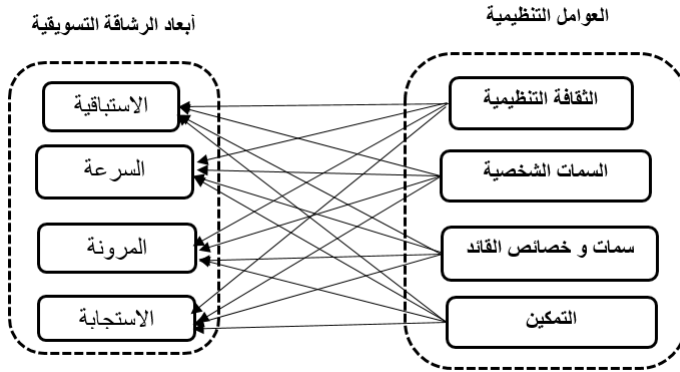 العوامل التنظيمية
الثقافة التنظيمية
السمات الشخصية
سمات و خصائص القائد
التمكين
أبعاد الرشاقة التسويقية
الاستباقية
السرعة
المرونة
الاستجابة